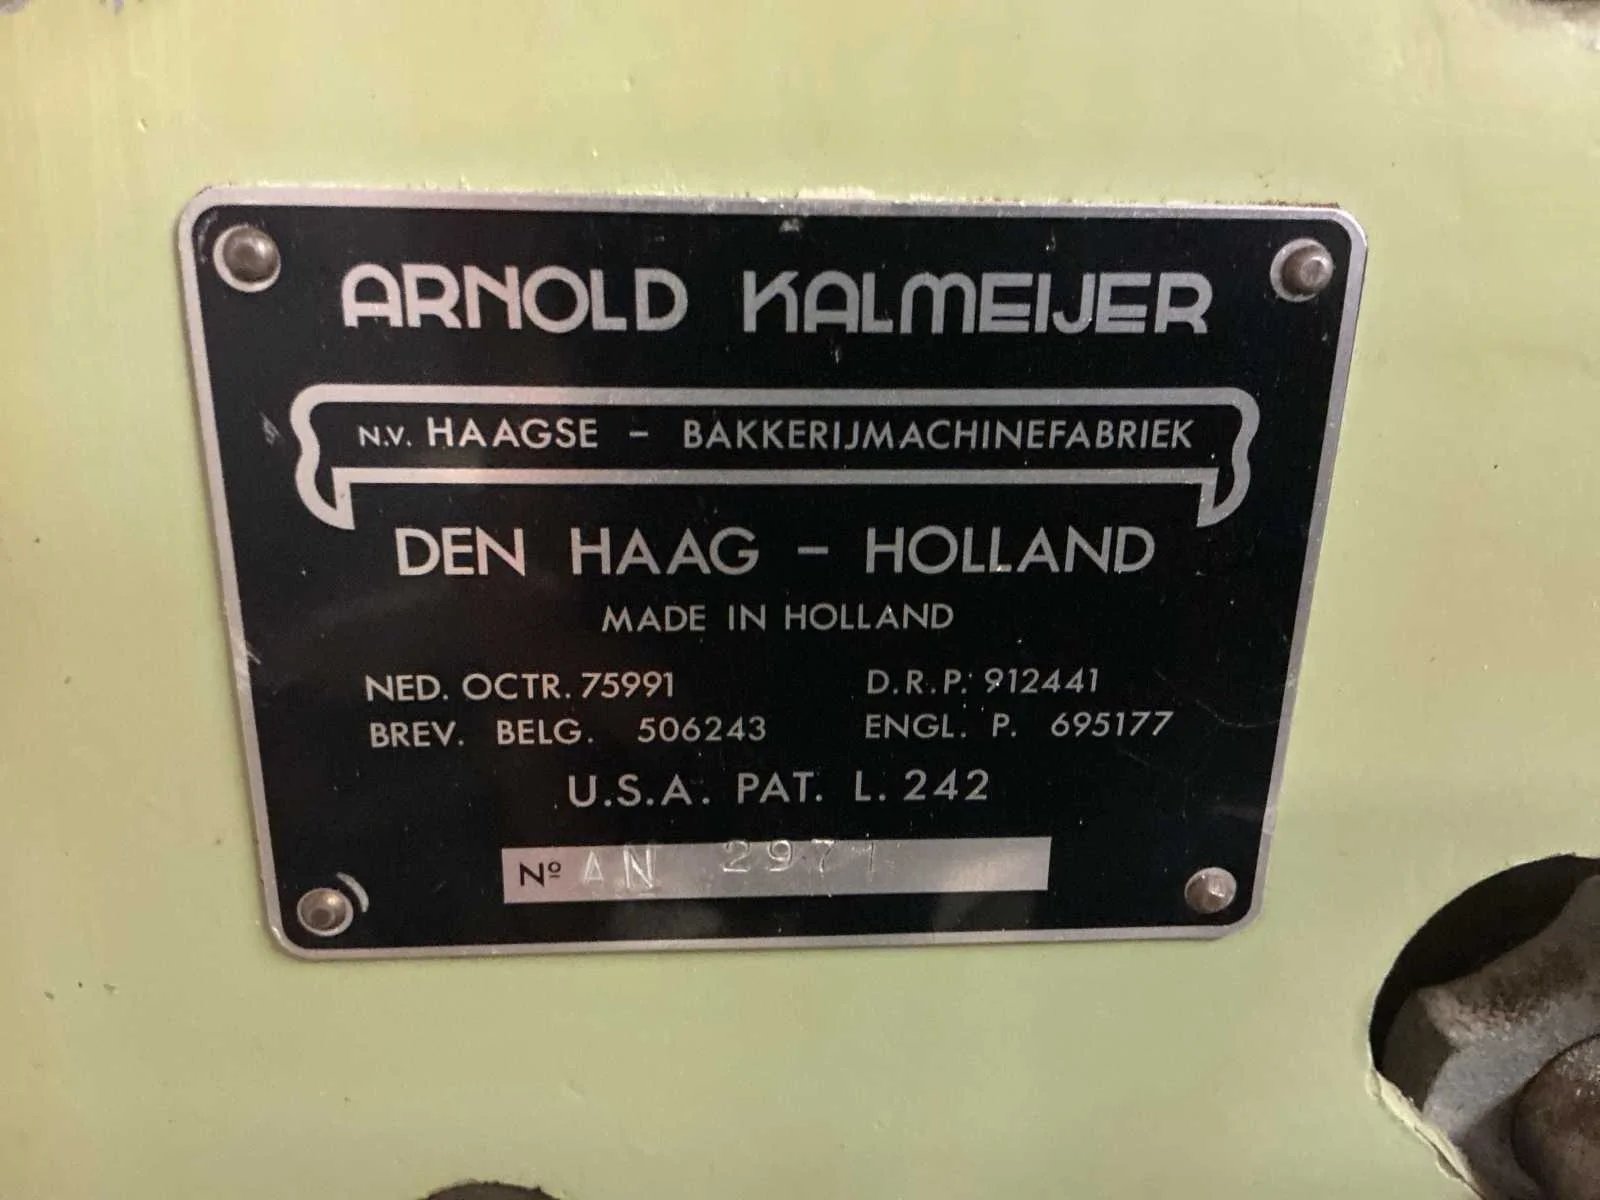 ARNOLD KALMEIJER
N.V. HAAGSE - BAKKERIJMACHINEFABRIEK
DEN HAAG - HOLLAND
MADE IN HOLLAND
NED. OCTR. 75991 D.R.P. 912441
BREV. BELG. 506243 ENGL. P. 695177
U.S.A. PAT. L. 242
Nº AN 2971